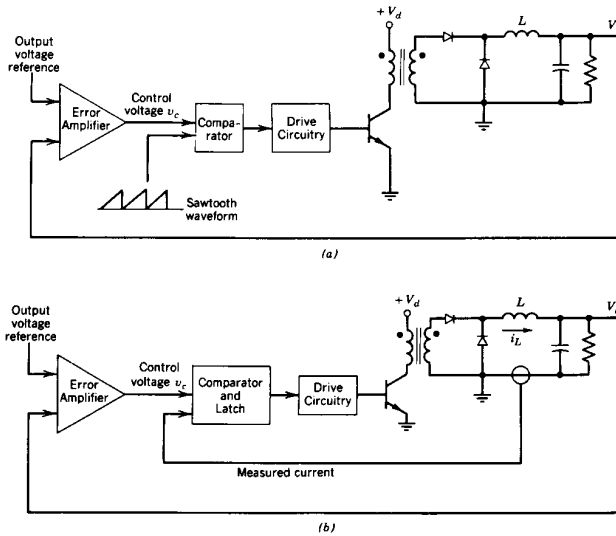 + V_d
L
V
Output
voltage
reference
Control
voltage v_c
Error
Amplifier
Compa-
rator
Drive
Circuitry
Sawtooth
waveform
(a)
+ V_d
L
V
Output
voltage
reference
i_L
Control
voltage v_c
Error
Amplifier
Comparator
and
Latch
Drive
Circuitry
Measured current
(b)